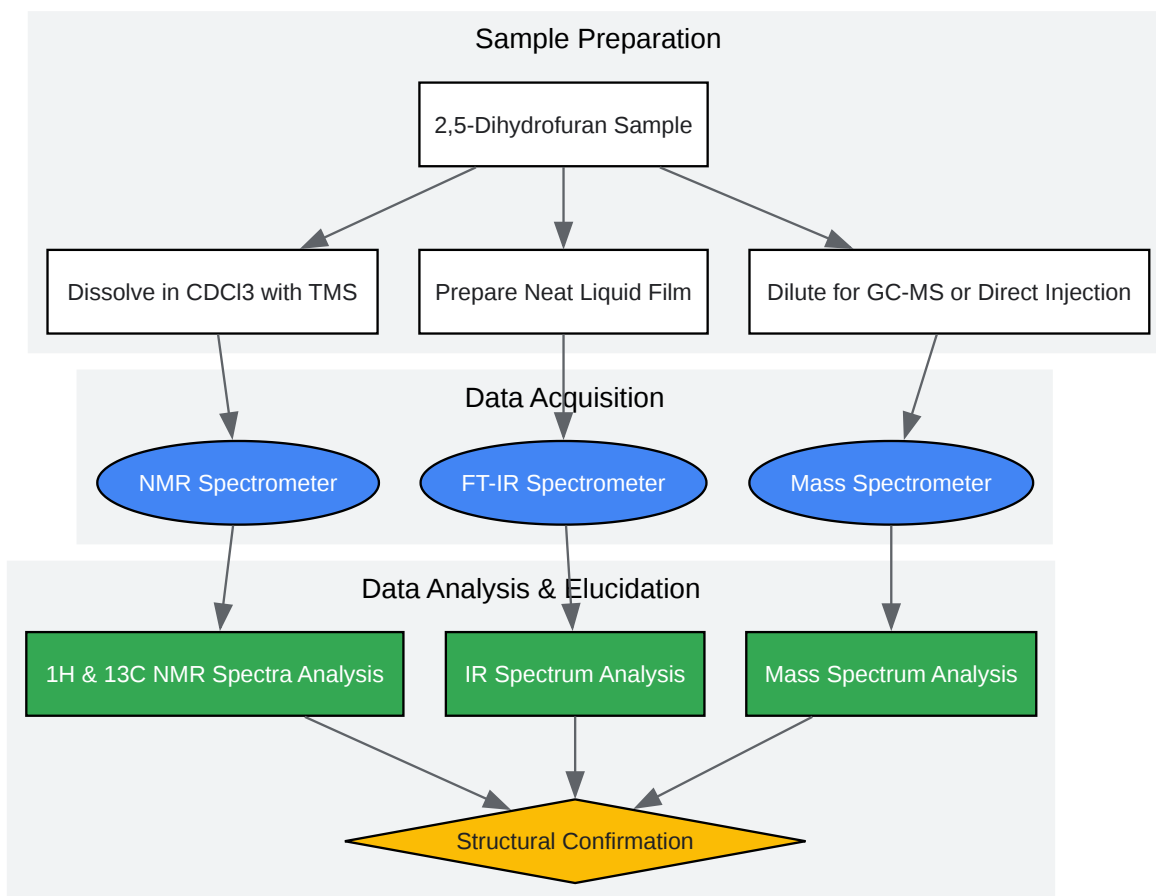 Sample Preparation
2,5-Dihydrofuran Sample
Dissolve in CDCl3 with TMS
Prepare Neat Liquid Film
Dilute for GC-MS or Direct Injection
Data Acquisition
NMR Spectrometer
FT-IR Spectrometer
Mass Spectrometer
Data Analysis & Elucidation
1H & 13C NMR Spectra Analysis
IR Spectrum Analysis
Mass Spectrum Analysis
Structural Confirmation